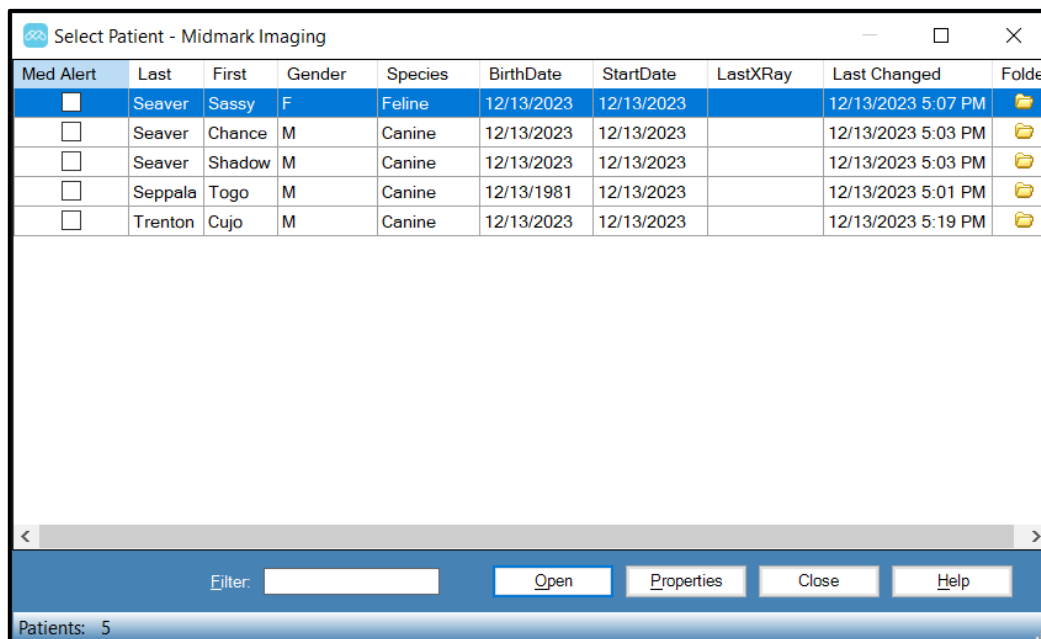 Select Patient - Midmark Imaging
Med Alert Last First Gender Species BirthDate StartDate LastXRay Last Changed Folde
Seaver Sassy F Feline 12/13/2023 12/13/2023 12/13/2023 5:07 PM
Seaver Chance M Canine 12/13/2023 12/13/2023 12/13/2023 5:03 PM
Seaver Shadow M Canine 12/13/2023 12/13/2023 12/13/2023 5:03 PM
Seppala Togo M Canine 12/13/1981 12/13/2023 12/13/2023 5:01 PM
Trenton Cujo M Canine 12/13/2023 12/13/2023 12/13/2023 5:19 PM
Filter: Open Properties Close Help
Patients: 5